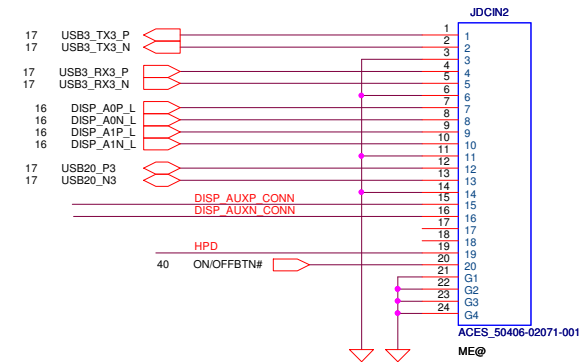 JDCIN2
17 USB3_TX3_P 1 1
17 USB3_TX3_N 2 2
3 3
17 USB3_RX3_P 4 4
17 USB3_RX3_N 5 5
6 6
16 DISP_A0P_L 7 7
16 DISP_A0N_L 8 8
16 DISP_A1P_L 9 9
16 DISP_A1N_L 10 10
11 11
17 USB20_P3 12 12
17 USB20_N3 13 13
14 14
DISP_AUXP_CONN 15 15
DISP_AUXN_CONN 16 16
17 17
18 18
HPD 19 19
40 ON/OFFBTN# 20 20
21 G1
22 G2
23 G3
24 G4
ACES_50406-02071-001
ME@